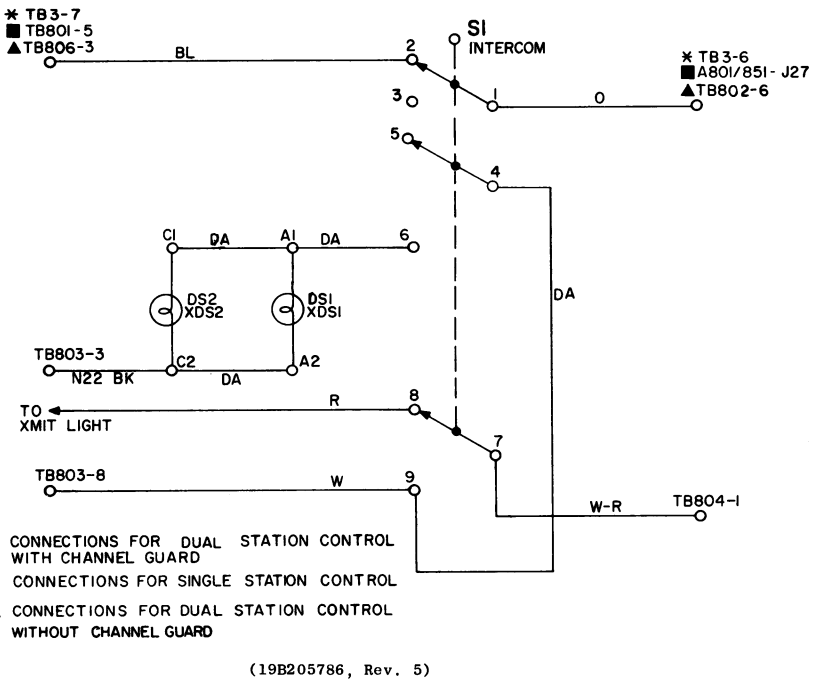 ✶ TB3-7
■ TB801-5
▲ TB806-3
BL
2
S1
INTERCOM
✶ TB3-6
■ A801/851-J27
▲ TB802-6
1
O
3
5
4
C1
DA
A1
DA
6
DS2
XDS2
DS1
XDS1
DA
TB803-3
N22 BK
C2
DA
A2
TO
XMIT LIGHT
R
8
7
TB803-8
W
9
W-R
TB804-1
CONNECTIONS FOR DUAL STATION CONTROL
WITH CHANNEL GUARD
CONNECTIONS FOR SINGLE STATION CONTROL
CONNECTIONS FOR DUAL STATION CONTROL
WITHOUT CHANNEL GUARD
(19B205786, Rev. 5)